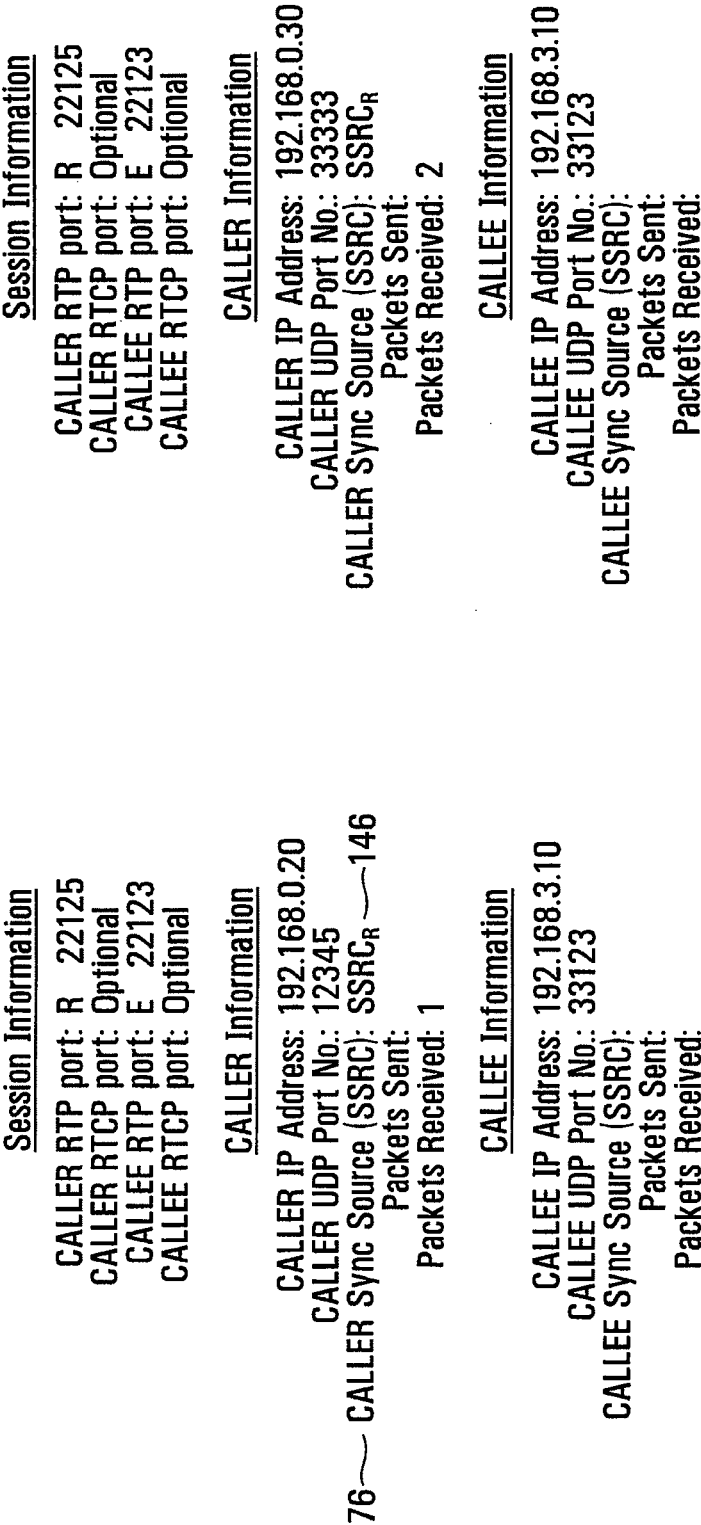 Session Information
CALLER RTP port: R 22125
CALLER RTCP port: Optional
CALLEE RTP port: E 22123
CALLEE RTCP port: Optional
CALLER Information
CALLER IP Address: 192.168.0.20
CALLER UDP Port No.: 12345
76 CALLER Sync Source (SSRC): SSRCR 146
Packets Sent:
Packets Received: 1
CALLEE Information
CALLEE IP Address: 192.168.3.10
CALLEE UDP Port No.: 33123
CALLEE Sync Source (SSRC):
Packets Sent:
Packets Received:
Session Information
CALLER RTP port: R 22125
CALLER RTCP port: Optional
CALLEE RTP port: E 22123
CALLEE RTCP port: Optional
CALLER Information
CALLER IP Address: 192.168.0.30
CALLER UDP Port No.: 33333
CALLER Sync Source (SSRC): SSRCR
Packets Sent:
Packets Received: 2
CALLEE Information
CALLEE IP Address: 192.168.3.10
CALLEE UDP Port No.: 33123
CALLEE Sync Source (SSRC):
Packets Sent:
Packets Received: